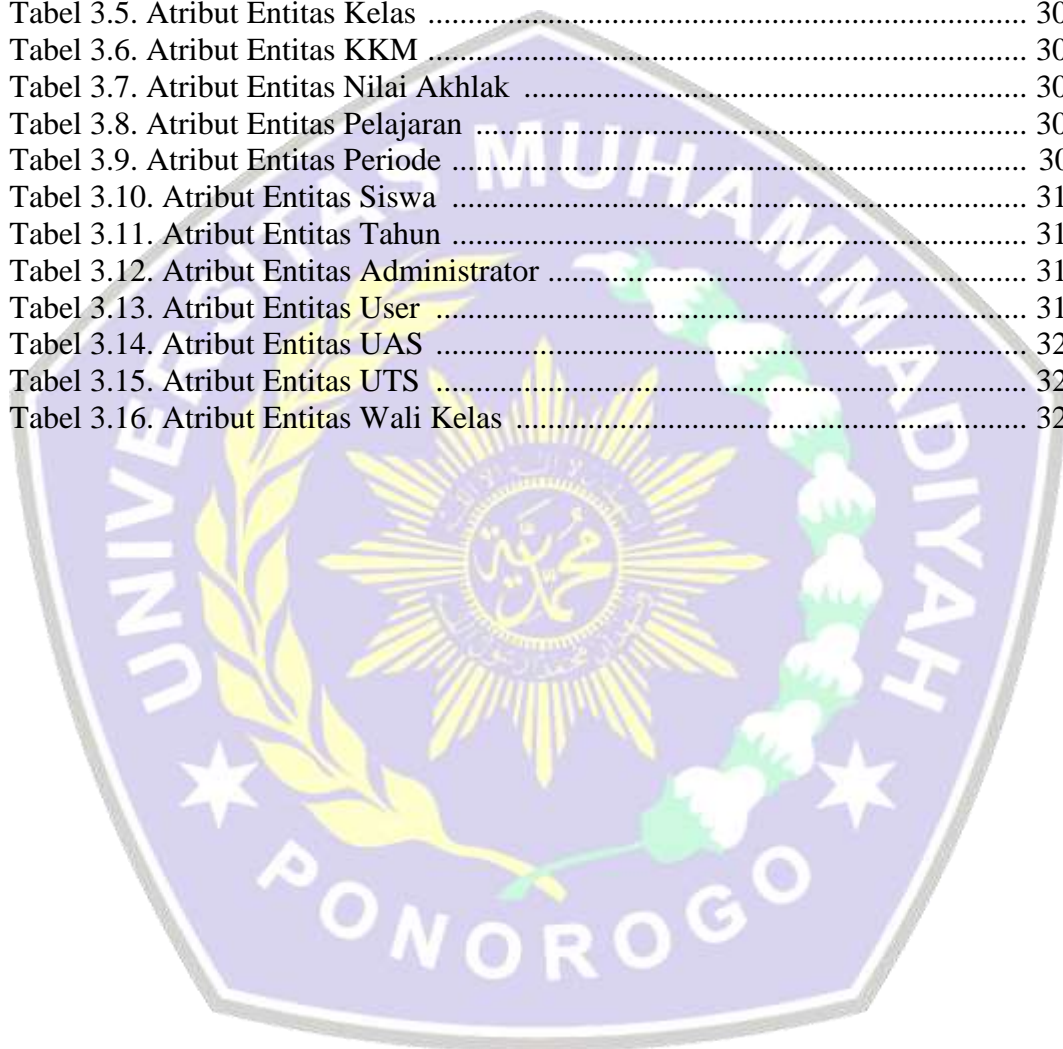 Tabel 3.5. Atribut Entitas Kelas ........................................................................... 30
Tabel 3.6. Atribut Entitas KKM ........................................................................... 30
Tabel 3.7. Atribut Entitas Nilai Akhlak ............................................................... 30
Tabel 3.8. Atribut Entitas Pelajaran ..................................................................... 30
Tabel 3.9. Atribut Entitas Periode ........................................................................ 30
Tabel 3.10. Atribut Entitas Siswa ........................................................................ 31
Tabel 3.11. Atribut Entitas Tahun ........................................................................ 31
Tabel 3.12. Atribut Entitas Administrator ............................................................ 31
Tabel 3.13. Atribut Entitas User .......................................................................... 31
Tabel 3.14. Atribut Entitas UAS .......................................................................... 32
Tabel 3.15. Atribut Entitas UTS .......................................................................... 32
Tabel 3.16. Atribut Entitas Wali Kelas ................................................................ 32
UNIVERSITAS MUHAMMADIYAH
PONOROGO
محمدية